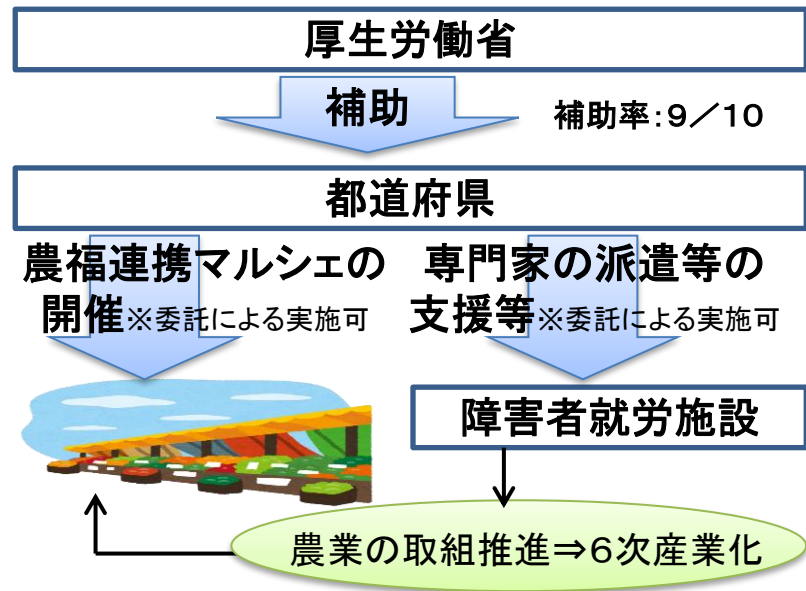 厚生労働省
補助
補助率:9/10
都道府県
農福連携マルシェの
開催※委託による実施可
専門家の派遣等の
支援等※委託による実施可
障害者就労施設
農業の取組推進⇒6次産業化